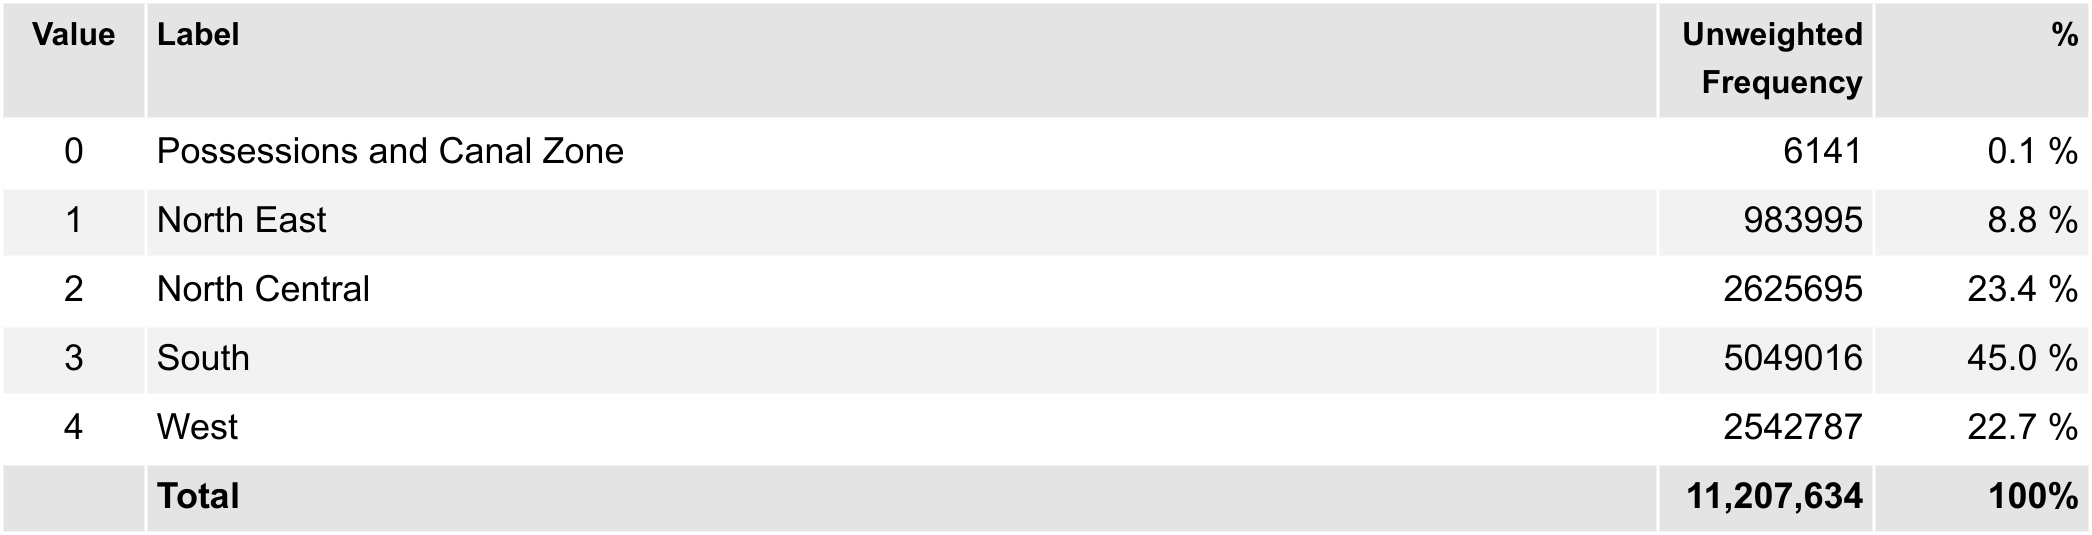 Value Label Unweighted Frequency %
0 Possessions and Canal Zone 6141 0.1 %
1 North East 983995 8.8 %
2 North Central 2625695 23.4 %
3 South 5049016 45.0 %
4 West 2542787 22.7 %
Total 11,207,634 100%